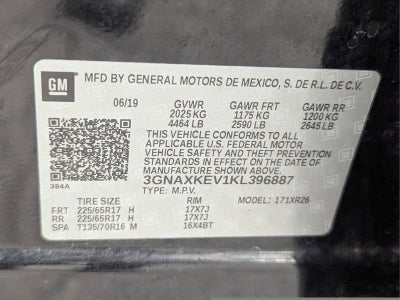 GM MFD BY GENERAL MOTORS DE MEXICO, S. DE R.L. DE C.V.
06/19 GVWR GAWR FRT GAWR RR
2025 KG 1175 KG 1200 KG
4464 LB 2590 LB 2645 LB
THIS VEHICLE CONFORMS TO ALL
APPLICABLE U.S. FEDERAL MOTOR
VEHICLE SAFETY AND THEFT
PREVENTION STANDARDS IN EFFECT ON
THE DATE OF MANUFACTURE SHOWN ABOVE.
3GNAXKEV1KL396887
384A TYPE: M.P.V. MODEL: 171XR26
TIRE SIZE RIM
FRT 225/65R17 H 17X7J
RR 225/65R17 H 17X7J
SPA T135/70R16 M 16X4BT